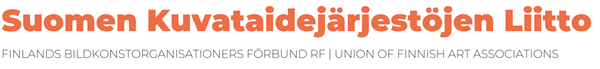 Suomen Kuvataidejärjestöjen Liitto
FINLANDS BILDKONSTORGANISATIONERS FÖRBUND RF | UNION OF FINNISH ART ASSOCIATIONS